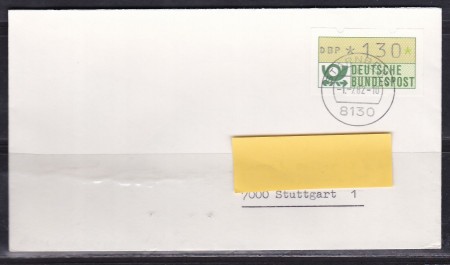 DBP *130*
DEUTSCHE
BUNDESPOST
8130
7000 Stuttgart 1